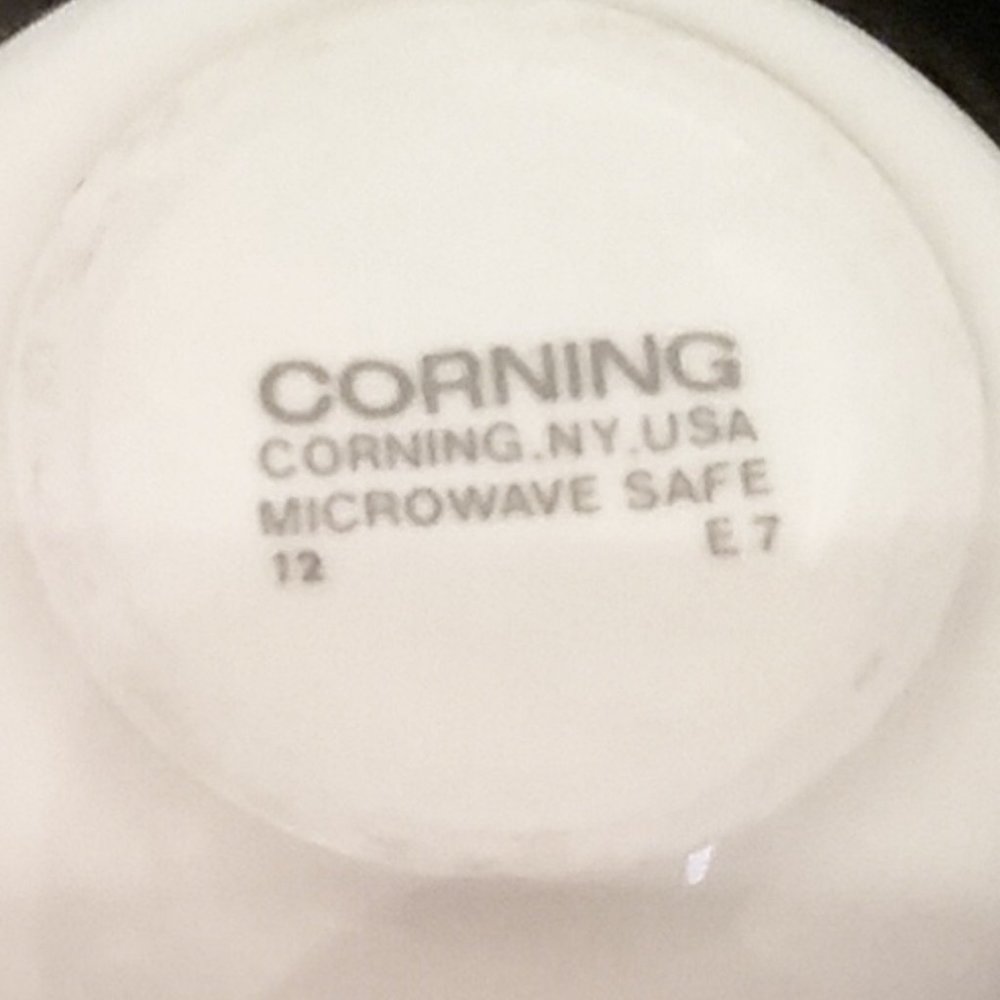 CORNING
CORNING.NY.USA
MICROWAVE SAFE
12 E 7